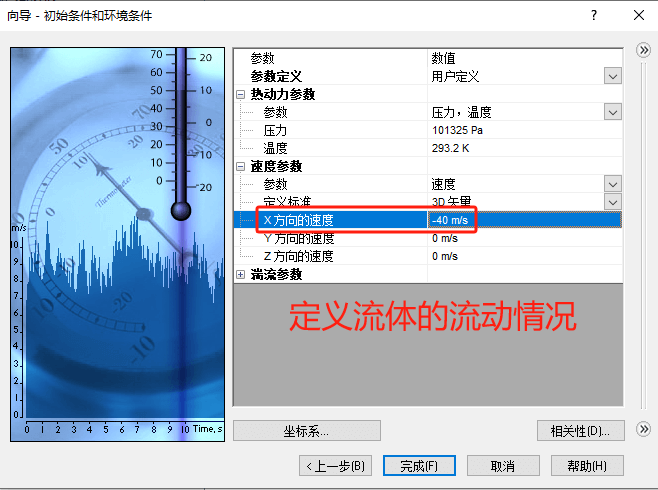 向导 - 初始条件和环境条件
?
参数 数值
参数定义 用户定义
热动力参数
参数 压力，温度
压力 101325 Pa
温度 293.2 K
速度参数
参数 速度
定义标准 3D 矢量
X 方向的速度 -40 m/s
Y 方向的速度 0 m/s
Z 方向的速度 0 m/s
湍流参数
定义流体的流动情况
70
60
50
40
30
20
10
0
20
10
0
-10
-20
50
70
10
Thermometer
-20
-10
m/s
10
9
8
7
6
5
4
3
2
1
0
0 1 2 3 4 5 6 7 8 9 10 Time, s
坐标系... 相关性(D)...
<上一步(B) 完成(F) 取消 帮助(H)